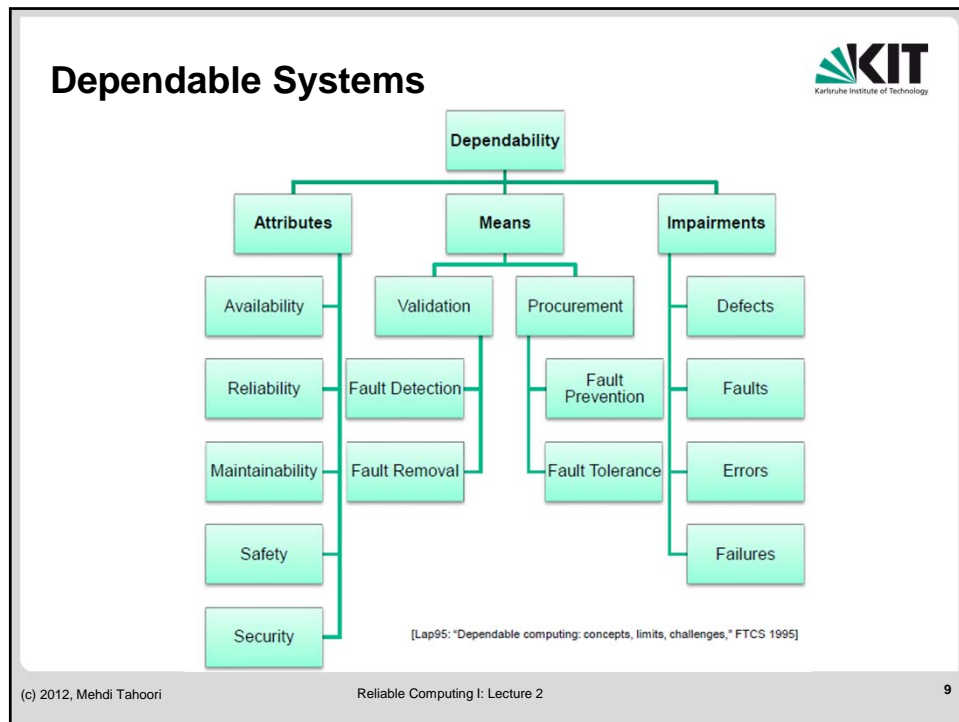 Dependable Systems
KIT
Karlsruhe Institute of Technology
Dependability
Attributes
Means
Impairments
Availability
Validation
Procurement
Defects
Reliability
Fault Detection
Fault
Prevention
Faults
Maintainability
Fault Removal
Fault Tolerance
Errors
Safety
Failures
Security
[Lap95: “Dependable computing: concepts, limits, challenges,” FTCS 1995]
(c) 2012, Mehdi Tahoori
Reliable Computing I: Lecture 2
9